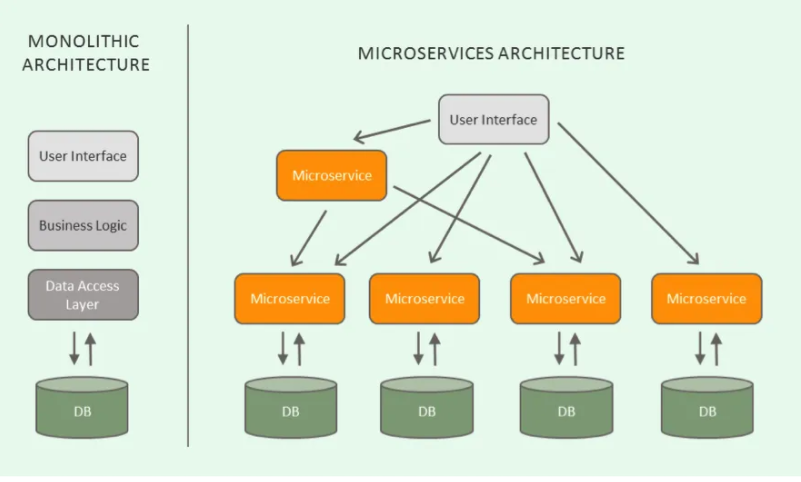 MONOLITHIC
ARCHITECTURE
User Interface
Business Logic
Data Access
Layer
DB
MICROSERVICES ARCHITECTURE
User Interface
Microservice
Microservice
Microservice
Microservice
Microservice
DB
DB
DB
DB